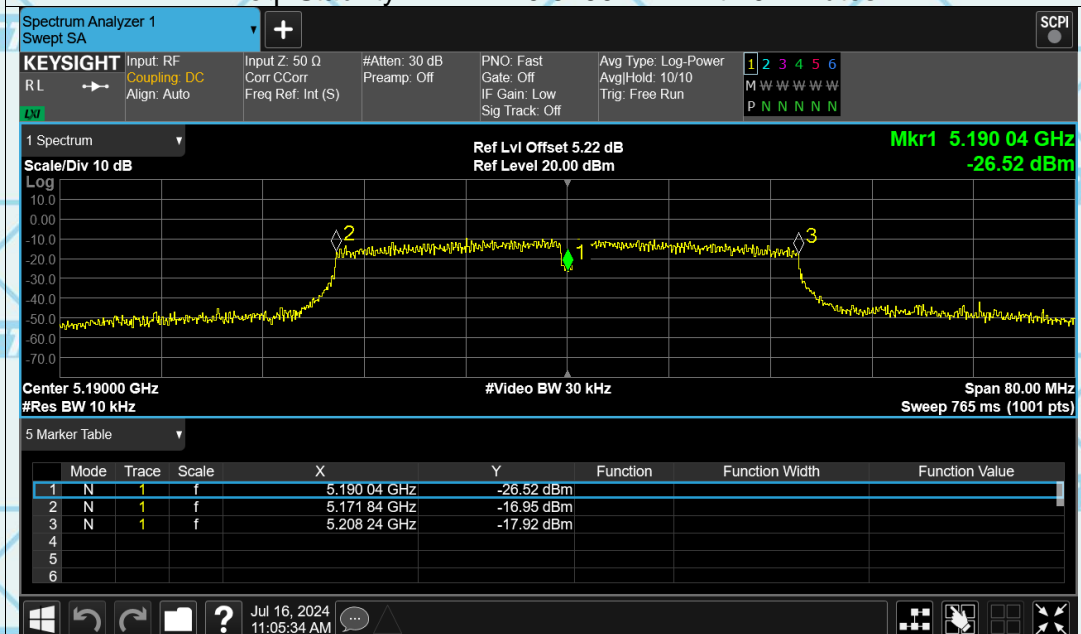 Spectrum Analyzer 1
Swept SA
+
SCPI
KEYSIGHT
R L
LXI
Input: RF
Coupling: DC
Align: Auto
Input Z: 50 Ω
Corr CCorr
Freq Ref: Int (S)
#Atten: 30 dB
Preamp: Off
PNO: Fast
Gate: Off
IF Gain: Low
Sig Track: Off
Avg Type: Log-Power
Avg|Hold: 10/10
Trig: Free Run
1 2 3 4 5 6
M W W W W W
P N N N N N
1 Spectrum
Scale/Div 10 dB
Ref Lvl Offset 5.22 dB
Ref Level 20.00 dBm
Mkr1 5.190 04 GHz
-26.52 dBm
Log
10.0
0.00
-10.0
-20.0
-30.0
-40.0
-50.0
-60.0
-70.0
2
1
3
Center 5.19000 GHz
#Video BW 30 kHz
Span 80.00 MHz
#Res BW 10 kHz
Sweep 765 ms (1001 pts)
5 Marker Table
Mode Trace Scale X Y Function Function Width Function Value
1 N 1 f 5.190 04 GHz -26.52 dBm
2 N 1 f 5.171 84 GHz -16.95 dBm
3 N 1 f 5.208 24 GHz -17.92 dBm
4
5
6
?
Jul 16, 2024
11:05:34 AM